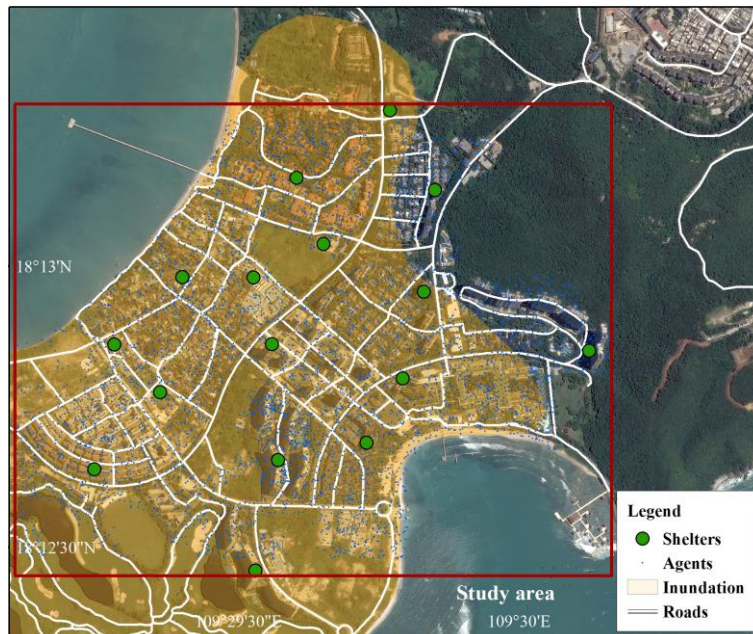 18°13'N
18°12'30"N
109°29'30"E
109°30'E
Study area
Legend
Shelters
Agents
Inundation
Roads